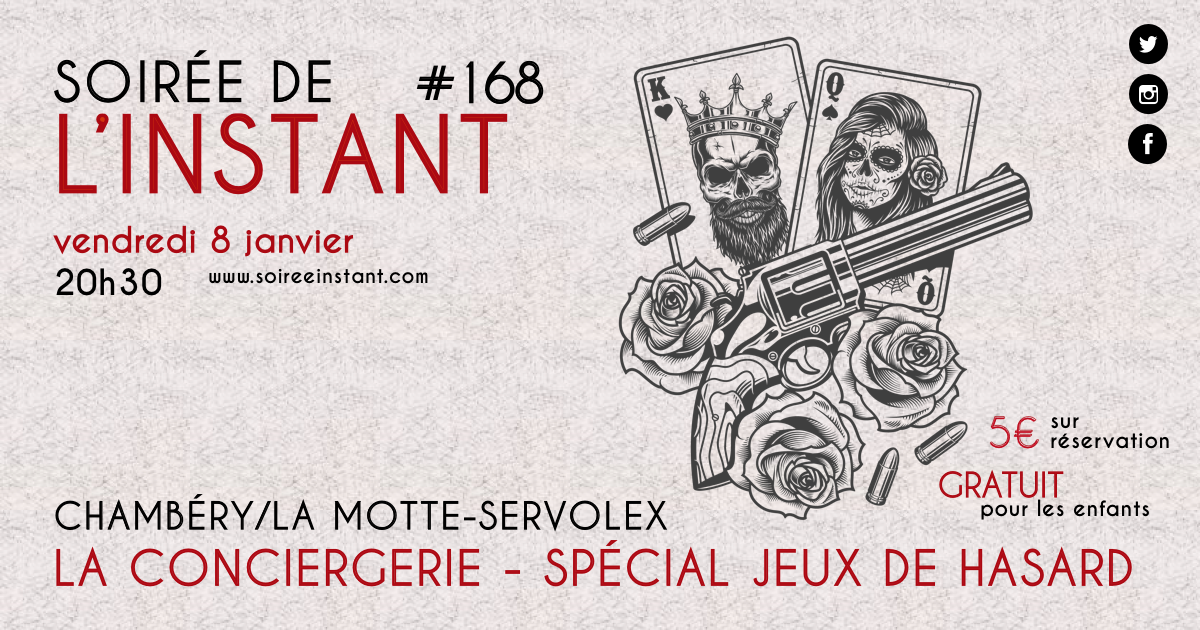 SOIRÉE DE #168
L'INSTANT
vendredi 8 janvier
20h30 www.soireeinstant.com
K
Q
Q
5€ sur
réservation
GRATUIT
pour les enfants
CHAMBÉRY/LA MOTTE-SERVOLEX
LA CONCIERGERIE - SPÉCIAL JEUX DE HASARD